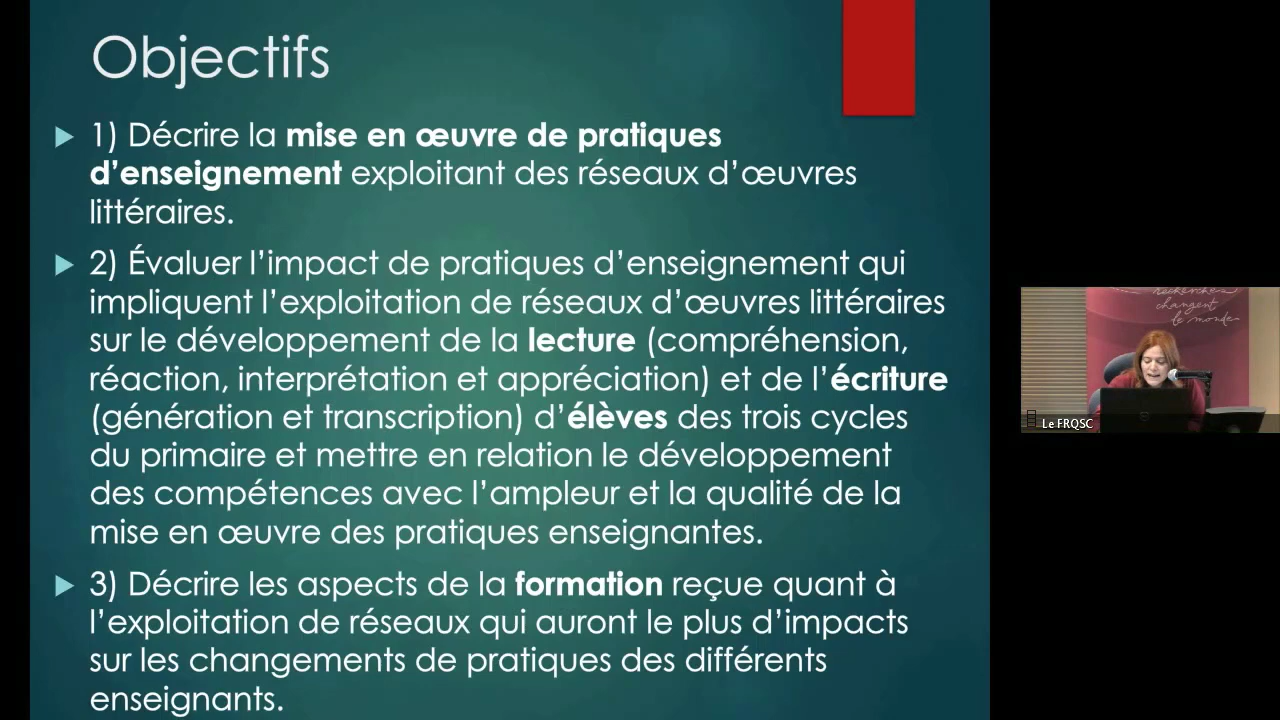 Objectifs
1) Décrire la mise en œuvre de pratiques
d’enseignement exploitant des réseaux d’œuvres
littéraires.
2) Évaluer l’impact de pratiques d’enseignement qui
impliquent l’exploitation de réseaux d’œuvres littéraires
sur le développement de la lecture (compréhension,
réaction, interprétation et appréciation) et de l’écriture
(génération et transcription) d’élèves des trois cycles
du primaire et mettre en relation le développement
des compétences avec l’ampleur et la qualité de la
mise en œuvre des pratiques enseignantes.
3) Décrire les aspects de la formation reçue quant à
l’exploitation de réseaux qui auront le plus d’impacts
sur les changements de pratiques des différents
enseignants.
recherches
changent
le monde
Le FRQSC